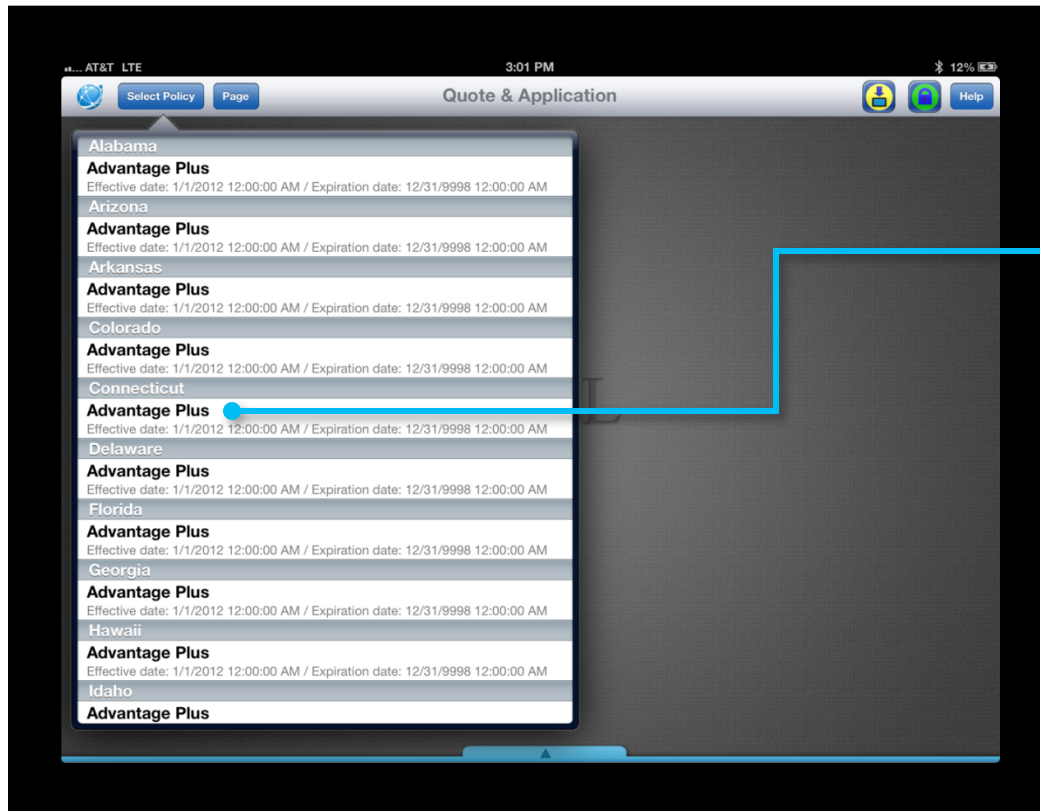 AT&T LTE
3:01 PM
12%
Select Policy
Page
Quote & Application
Help
Alabama
Advantage Plus
Effective date: 1/1/2012 12:00:00 AM / Expiration date: 12/31/9998 12:00:00 AM
Arizona
Advantage Plus
Effective date: 1/1/2012 12:00:00 AM / Expiration date: 12/31/9998 12:00:00 AM
Arkansas
Advantage Plus
Effective date: 1/1/2012 12:00:00 AM / Expiration date: 12/31/9998 12:00:00 AM
Colorado
Advantage Plus
Effective date: 1/1/2012 12:00:00 AM / Expiration date: 12/31/9998 12:00:00 AM
Connecticut
Advantage Plus
Effective date: 1/1/2012 12:00:00 AM / Expiration date: 12/31/9998 12:00:00 AM
Delaware
Advantage Plus
Effective date: 1/1/2012 12:00:00 AM / Expiration date: 12/31/9998 12:00:00 AM
Florida
Advantage Plus
Effective date: 1/1/2012 12:00:00 AM / Expiration date: 12/31/9998 12:00:00 AM
Georgia
Advantage Plus
Effective date: 1/1/2012 12:00:00 AM / Expiration date: 12/31/9998 12:00:00 AM
Hawaii
Advantage Plus
Effective date: 1/1/2012 12:00:00 AM / Expiration date: 12/31/9998 12:00:00 AM
Idaho
Advantage Plus